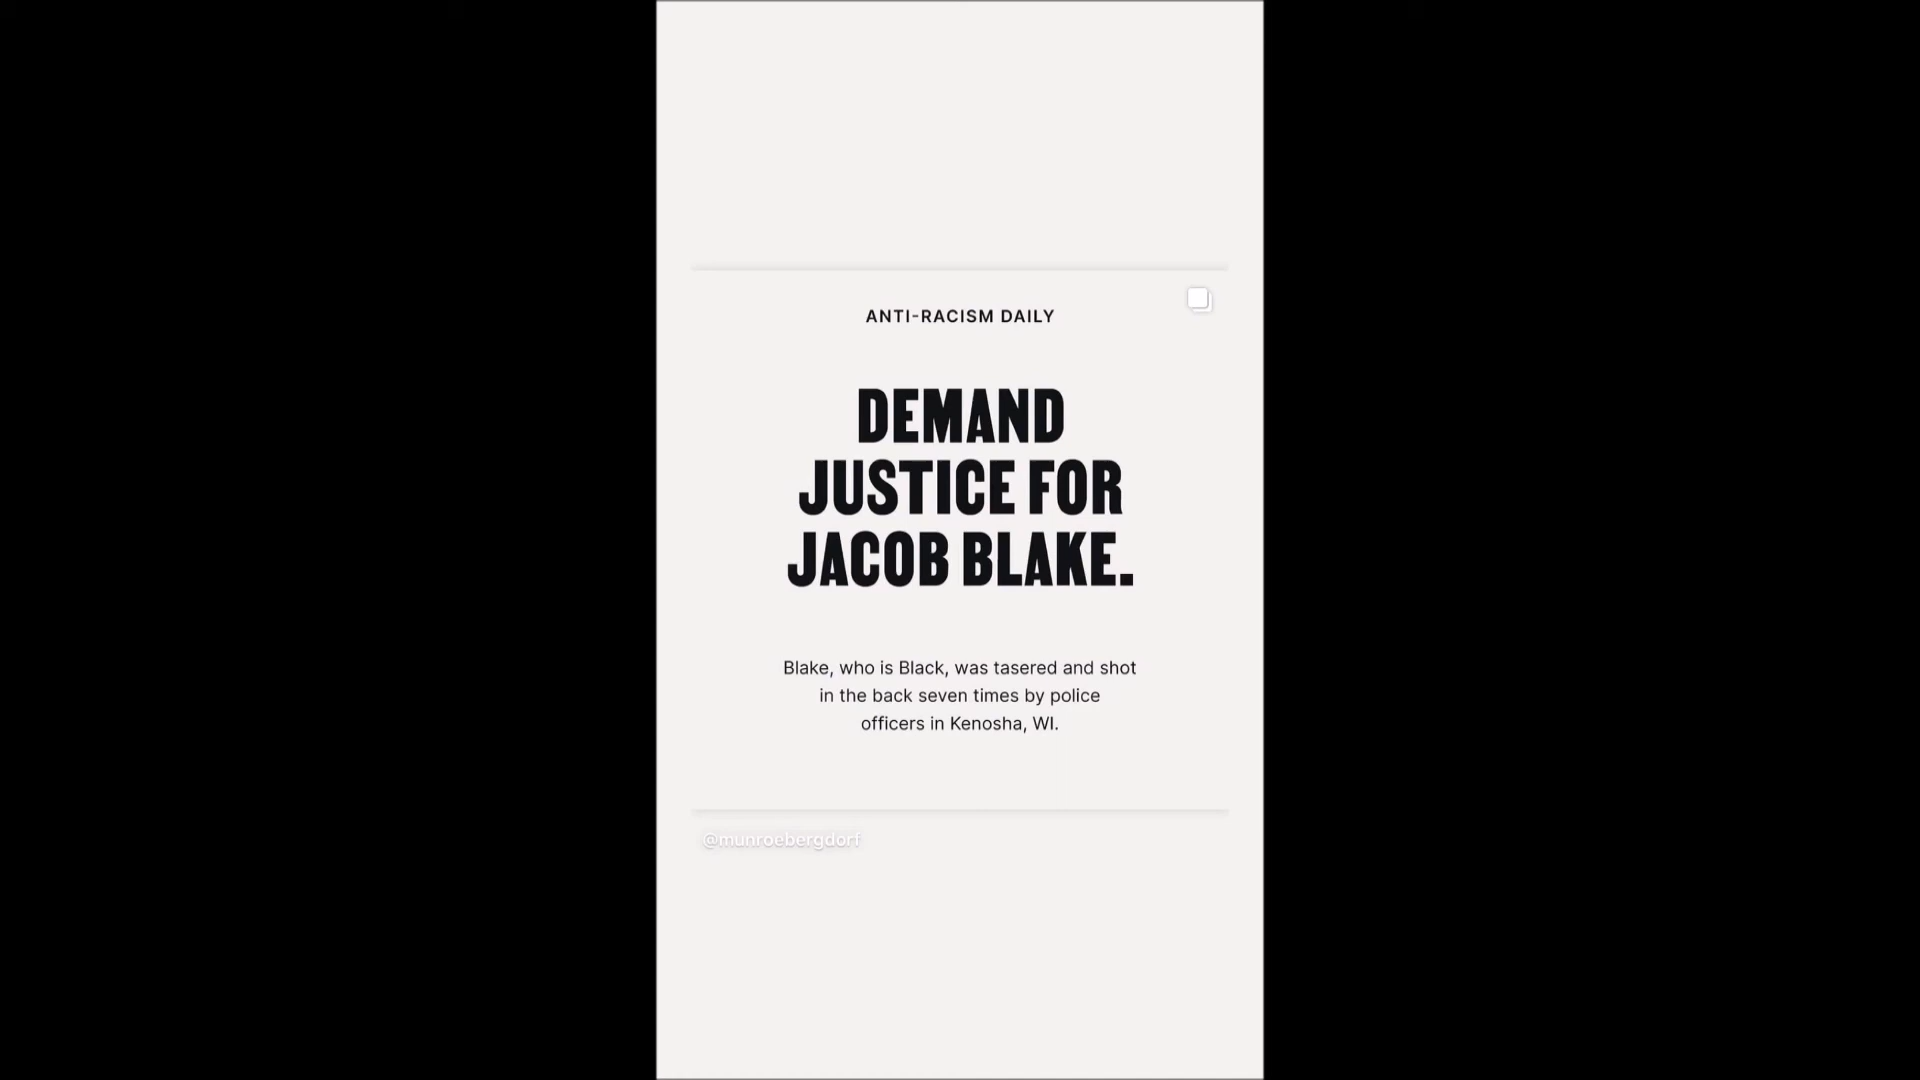 ANTI-RACISM DAILY
DEMAND
JUSTICE FOR
JACOB BLAKE.
Blake, who is Black, was tasered and shot
in the back seven times by police
officers in Kenosha, WI.
@munroebergdorf